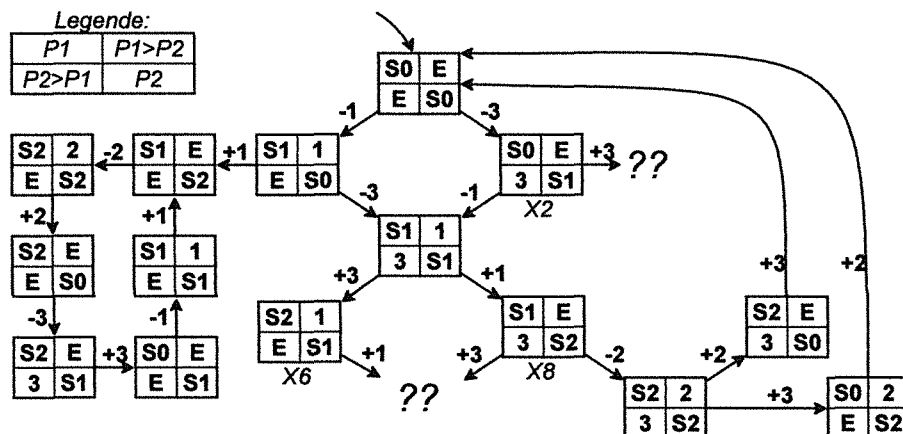 Legende:
P1 P1>P2
P2>P1 P2
S0 E
E S0
-1 -3
S2 2
E S2
-2
S1 E
E S2
+1
S1 1
E S0
S0 E
3 S1
X2
+3
??
-3 -1
+2
S2 E
E S0
+1
S1 1
E S1
S1 1
3 S1
+3 +1
-3 -1
S2 E
3 S1
+3
S0 E
E S1
S2 1
E S1
X6
+1
??
S1 E
3 S2
X8
+3
-2
S2 2
3 S2
+2
S2 E
3 S0
+3
+3
S0 2
E S2
+2